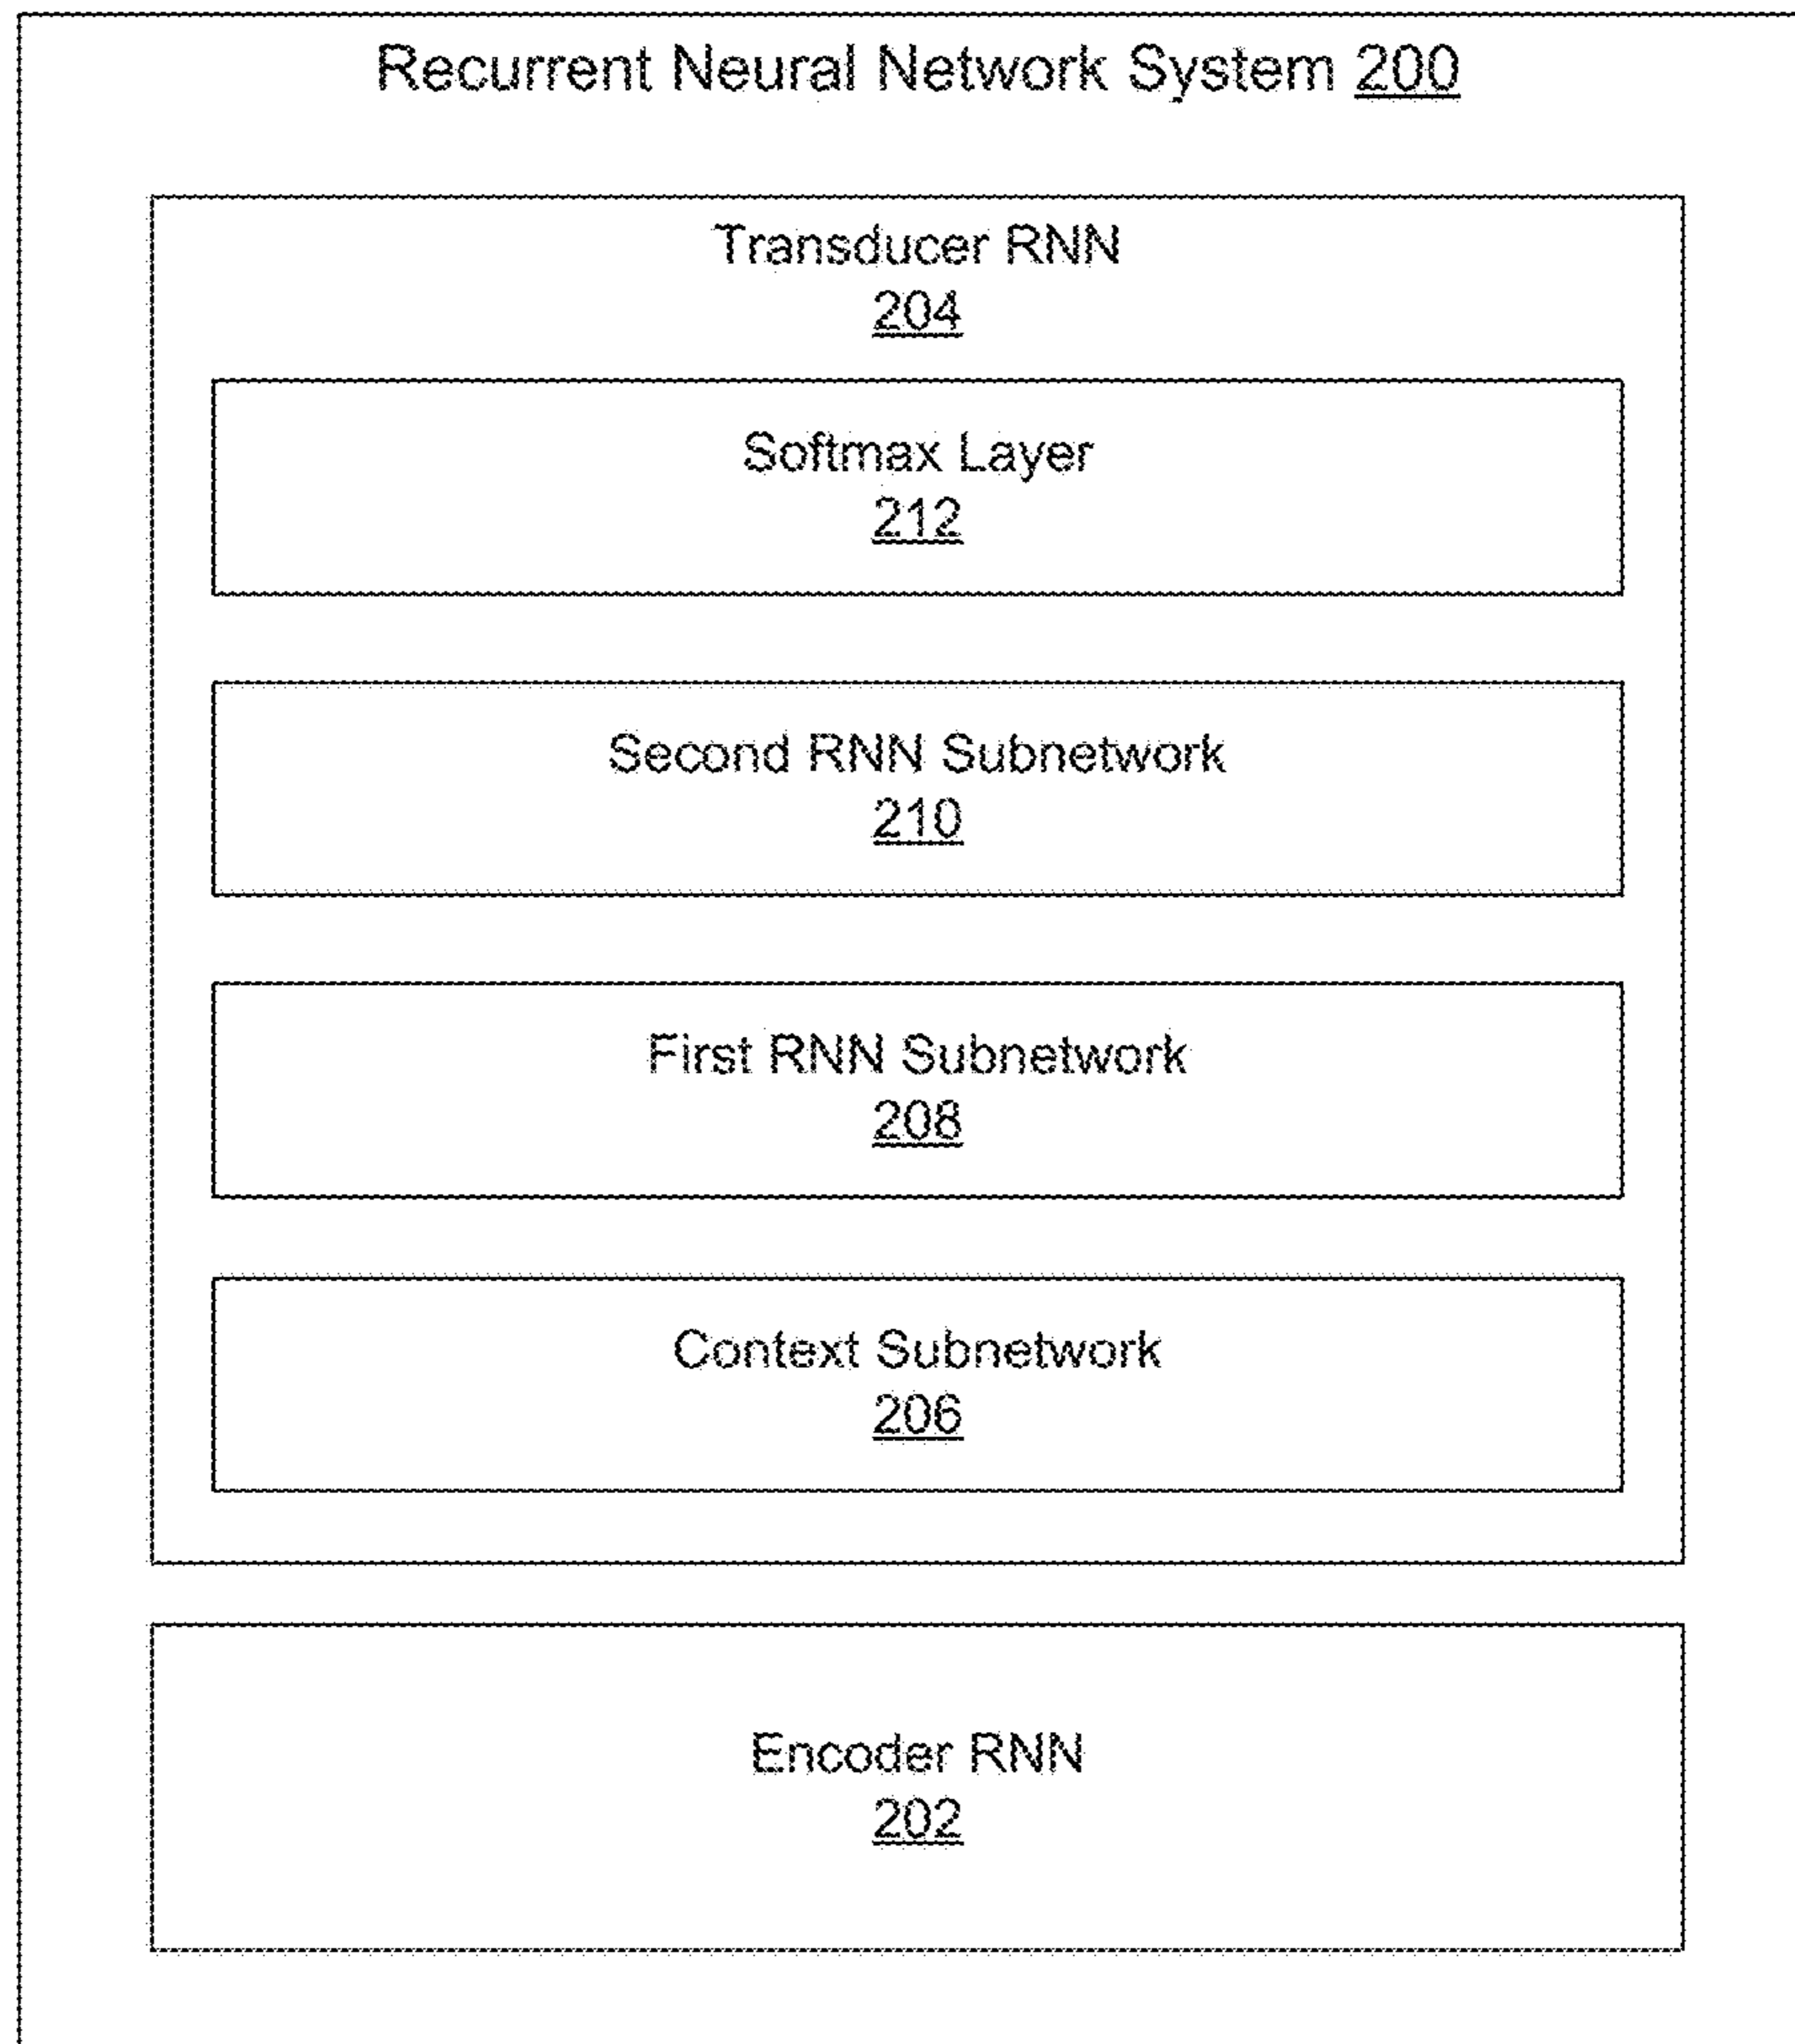 Recurrent Neural Network System 200
Transducer RNN
204
Softmax Layer
212
Second RNN Subnetwork
210
First RNN Subnetwork
208
Context Subnetwork
206
Encoder RNN
202